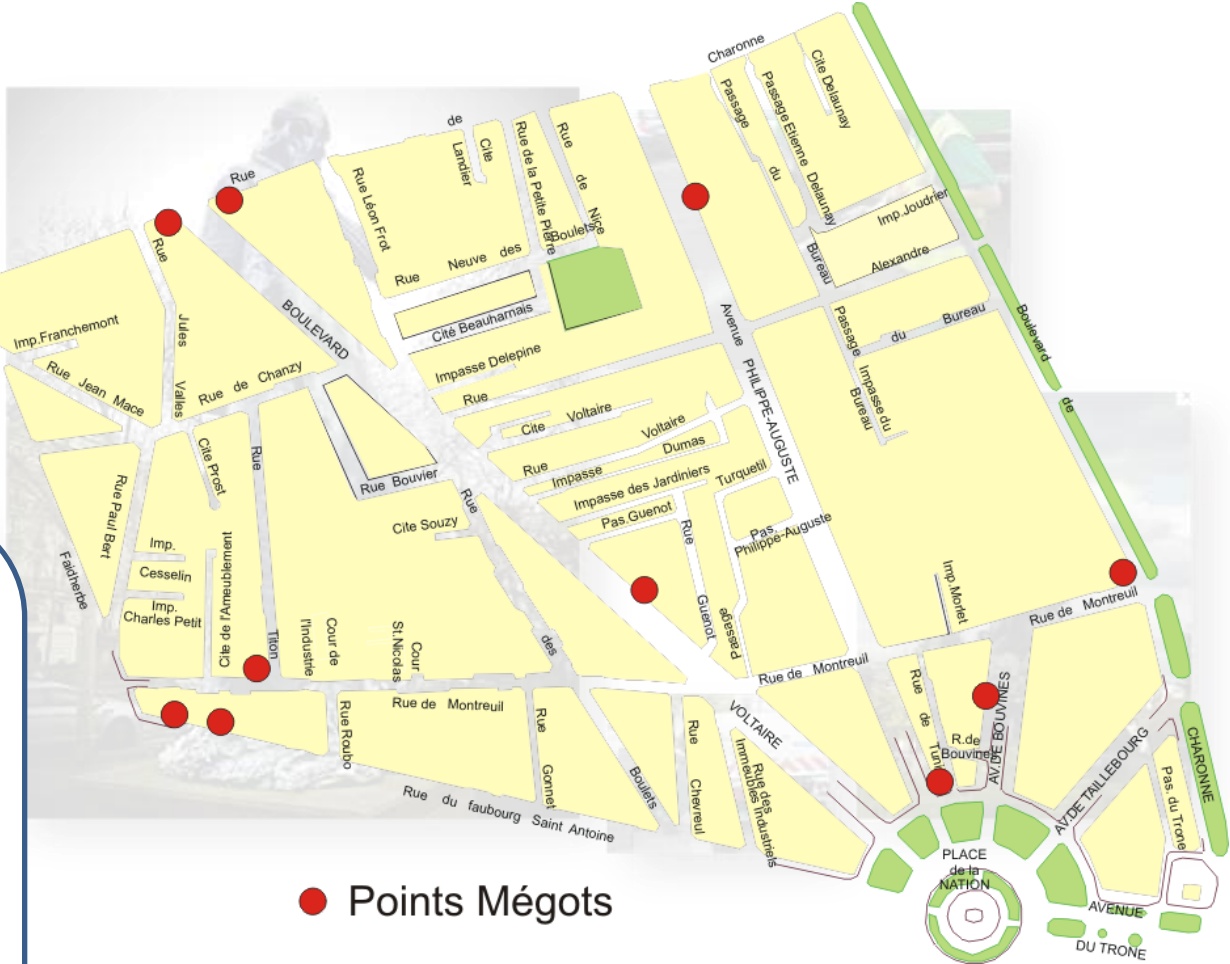 Charonne
Cite Delaunay
Passage Etienne Delaunay
Passage du Bureau
de
Cite
Landier
Rue de la Petite Pierre
Rue de Nice
Rue
Rue Léon Frot
Imp.Joudrier
Alexandre
Rue Neuve des Boulets
Rue
Jules
Valles
BOULEVARD
Cité Beauharnais
Imp.Franchemont
Rue Jean Mace
Rue de Chanzy
Impasse Delepine
Rue
Avenue PHILIPPE-AUGUSTE
Passage du Bureau
Impasse du
Bureau
Boulevard de
CHARONNE
Cite Voltaire
Rue Voltaire
Impasse Dumas
Impasse des Jardiniers
Turquetil
Pas.Guenot
Rue Guenot
Pas.
Philippe-Auguste
Passage
Cite Prost
Rue
Titon
Rue Bouvier
Rue
des
Boulets
Cite Souzy
Rue Paul Bert
Faidherbe
Imp.
Cesselin
Imp.
Charles Petit
Cite de l'Ameublement
Cour de
l'Industrie
Cour
St.Nicolas
Imp.Morlet
Rue de Montreuil
Rue de Montreuil
Rue de Montreuil
Rue Roubo
Rue Gonnet
Rue Chevreul
VOLTAIRE
Rue des
Immeubles Industriels
Rue de Tunis
R.de
Bouvines
AV.DE BOUVINES
AV.DE TAILLEBOURG
Pas. du Trone
Rue du faubourg Saint Antoine
PLACE
de la
NATION
AVENUE
DU TRONE
Points Mégots